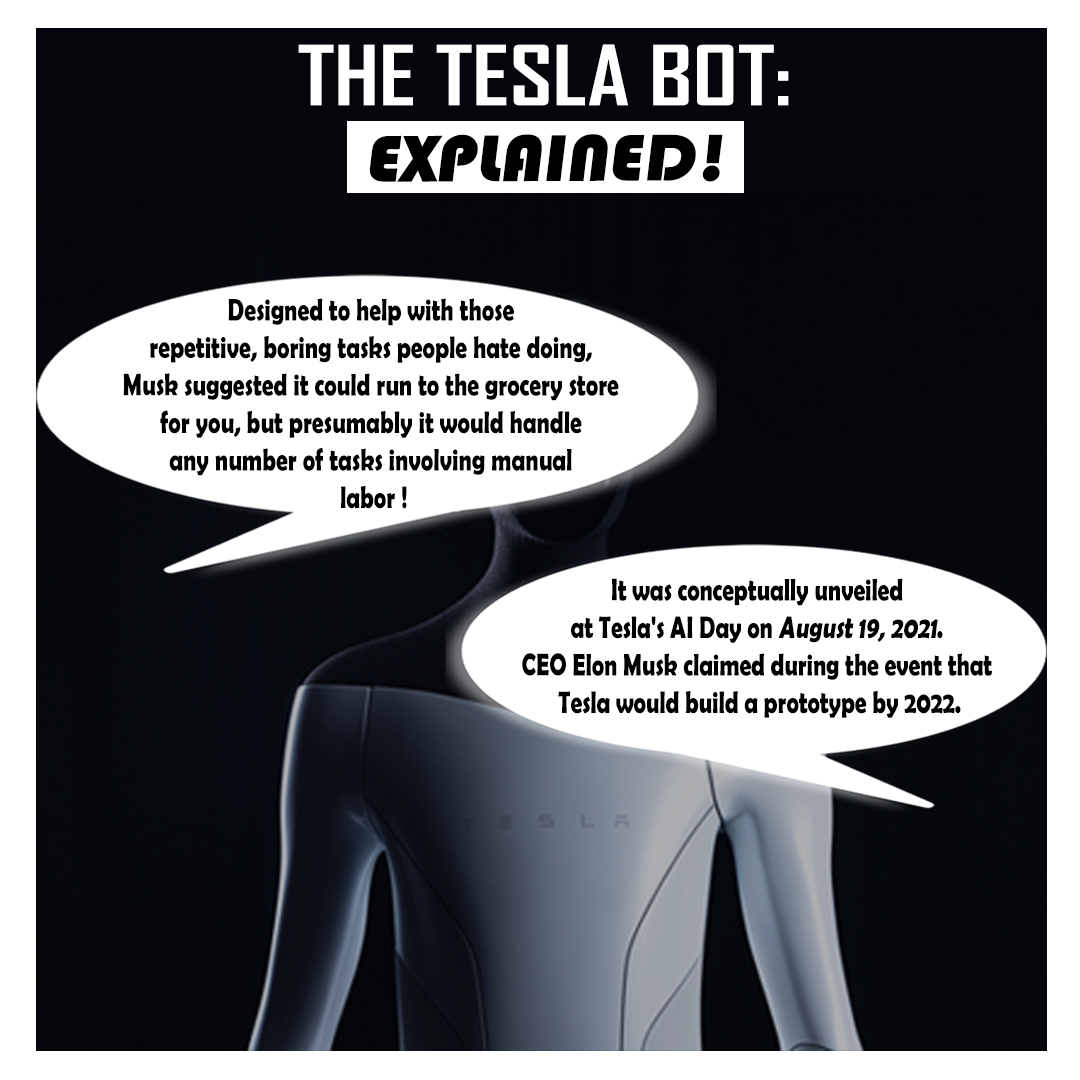 THE TESLA BOT:
EXPLAINED!
Designed to help with those
repetitive, boring tasks people hate doing,
Musk suggested it could run to the grocery store
for you, but presumably it would handle
any number of tasks involving manual
labor !
It was conceptually unveiled
at Tesla's AI Day on August 19, 2021.
CEO Elon Musk claimed during the event that
Tesla would build a prototype by 2022.
TESLA